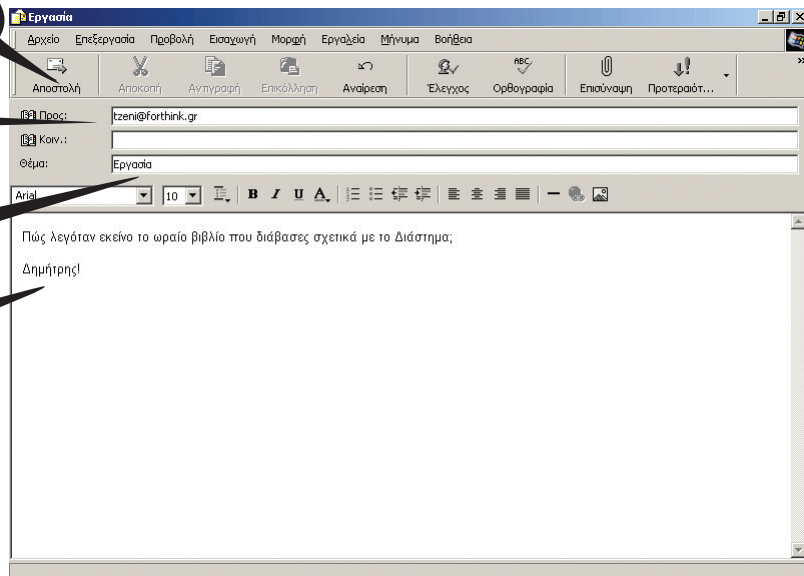 Εργασία
Αρχείο Επεξεργασία Προβολή Εισαγωγή Μορφή Εργαλεία Μήνυμα Βοήθεια
Αποστολή Αποκοπή Αντιγραφή Επικόλληση Αναίρεση Έλεγχος Ορθογραφία Επισύναψη Προτεραιότ...
Προς: tzeni@forthink.gr
Κοιν.:
Θέμα: Εργασία
Arial 10 B I U A
Πώς λεγόταν εκείνο το ωραίο βιβλίο που διάβασες σχετικά με το Διάστημα;
Δημήτρης!